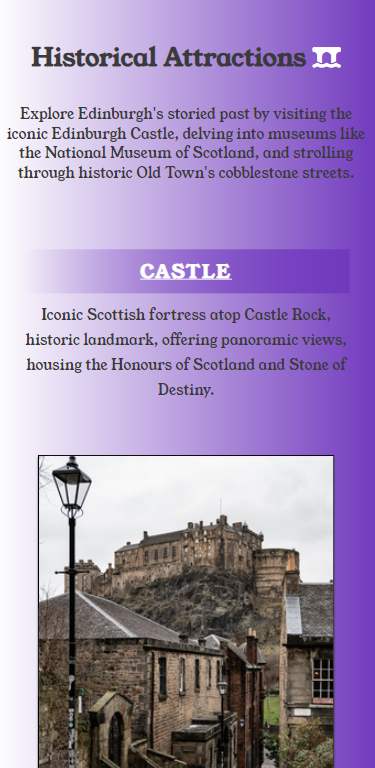 Historical Attractions
Explore Edinburgh's storied past by visiting the
iconic Edinburgh Castle, delving into museums like
the National Museum of Scotland, and strolling
through historic Old Town's cobblestone streets.
CASTLE
Iconic Scottish fortress atop Castle Rock,
historic landmark, offering panoramic views,
housing the Honours of Scotland and Stone of
Destiny.